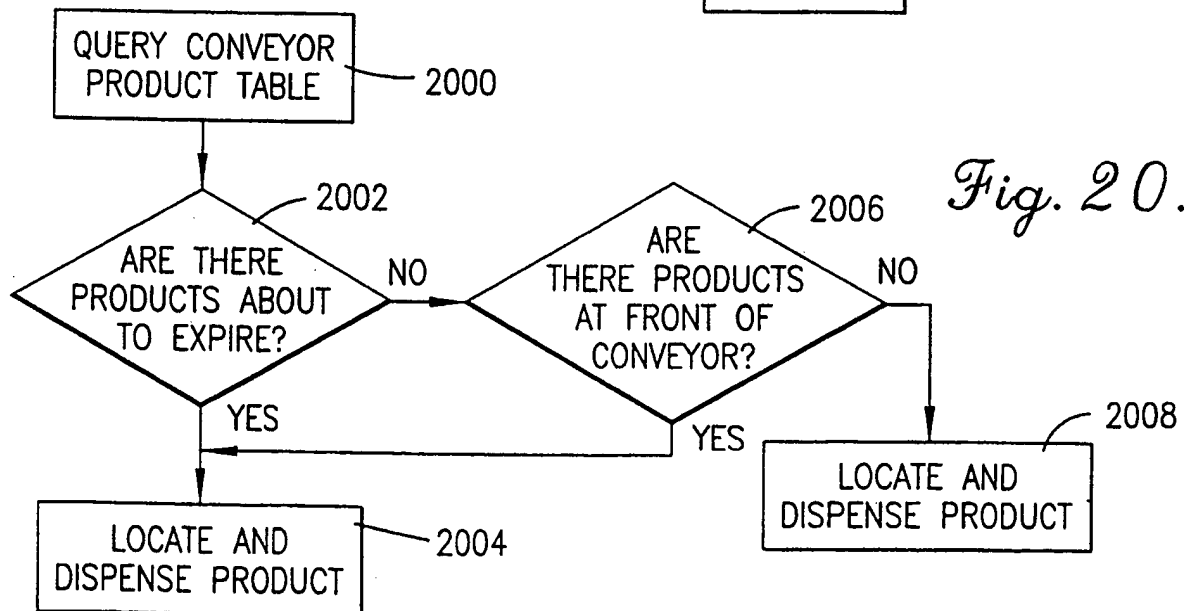 QUERY CONVEYOR
PRODUCT TABLE
2000
Fig. 20.
2002
ARE THERE
PRODUCTS ABOUT
TO EXPIRE?
NO
2006
ARE
THERE PRODUCTS
AT FRONT OF
CONVEYOR?
NO
YES
YES
2004
LOCATE AND
DISPENSE PRODUCT
2008
LOCATE AND
DISPENSE PRODUCT